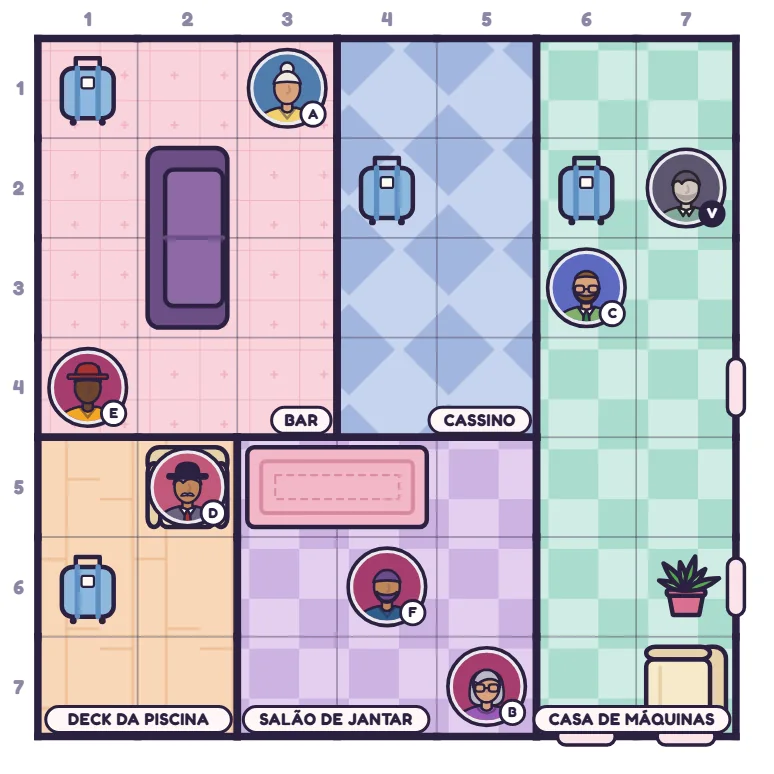 1 2 3 4 5 6 7
1
A
2
V
3
C
4
E
BAR
CASSINO
5
D
6
F
7
B
DECK DA PISCINA
SALÃO DE JANTAR
CASA DE MÁQUINAS